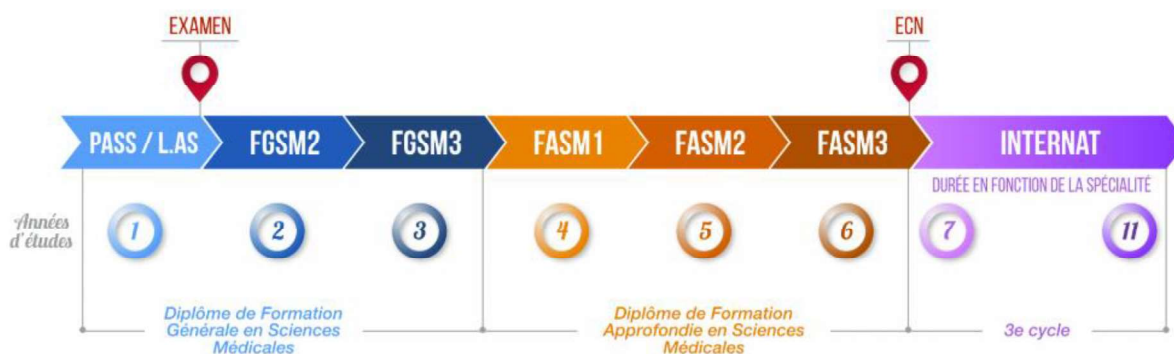 EXAMEN
ECN
PASS / L.AS
FGSM2
FGSM3
FASM1
FASM2
FASM3
INTERNAT
DURÉE EN FONCTION DE LA SPÉCIALITÉ
Années
d'études
1
2
3
4
5
6
7
11
Diplôme de Formation
Générale en Sciences
Médicales
Diplôme de Formation
Approfondie en Sciences
Médicales
3e cycle